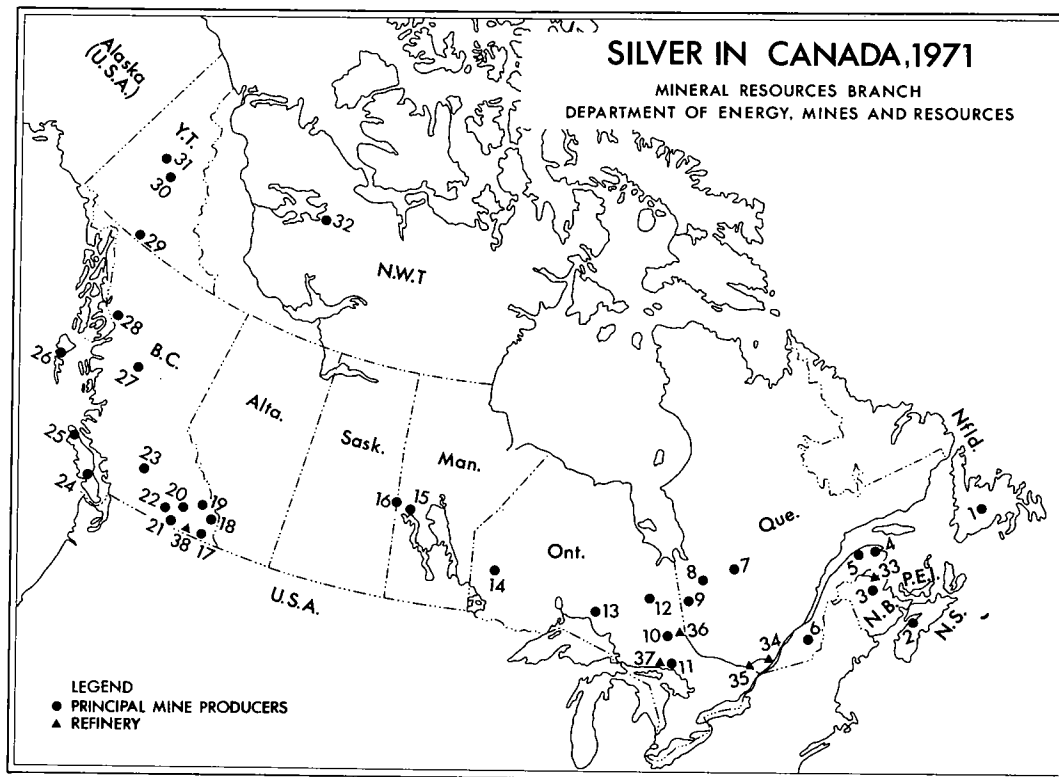 SILVER IN CANADA, 1971
MINERAL RESOURCES BRANCH
DEPARTMENT OF ENERGY, MINES AND RESOURCES
Alaska
(U.S.A.)
Y.T.
31
30
32
29
N.W.T
28
26
B.C.
27
Alta.
Sask.
Man.
Nfld.
25
23
24
22
20
19
21
38
17
18
16
15
1
Ont.
Que.
14
8
7
5
4
33
P.E.I.
3
N.B.
N.S.
2
12
9
13
10
36
6
34
37
11
35
U.S.A.
LEGEND
● PRINCIPAL MINE PRODUCERS
▲ REFINERY